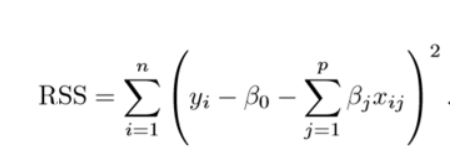 RSS = \sum_{i=1}^{n} \left( y_i - \beta_0 - \sum_{j=1}^{p} \beta_j x_{ij} \right)^2 .